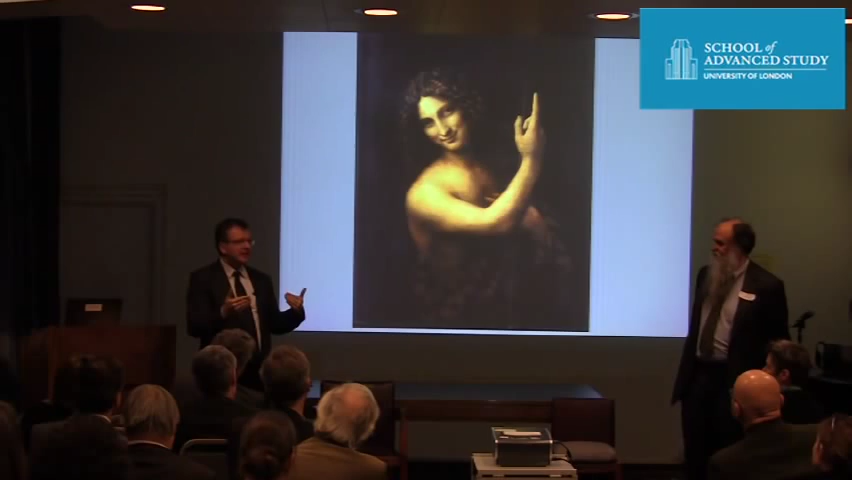 SCHOOL of
ADVANCED STUDY
UNIVERSITY OF LONDON